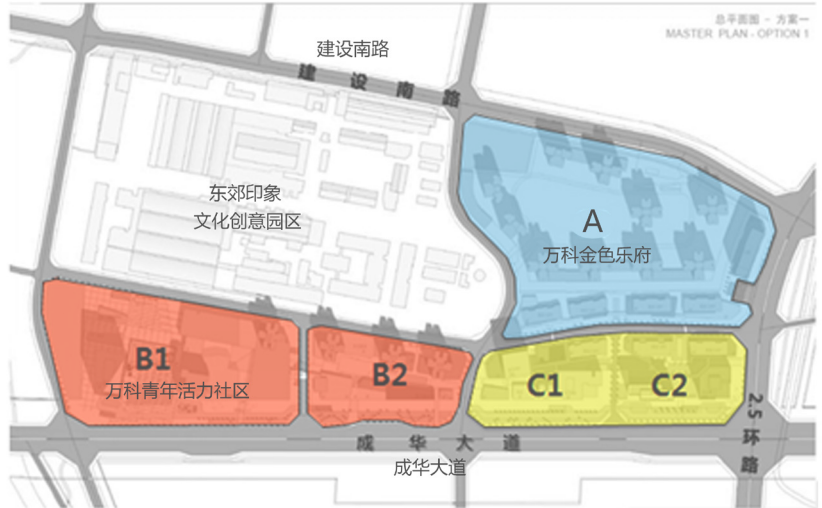 总平面图 - 方案一
MASTER PLAN - OPTION 1
建设南路
建设南路
东郊印象
文化创意园区
A
万科金色乐府
B1
万科青年活力社区
B2
C1
C2
2.5环路
成华大道
成华大道